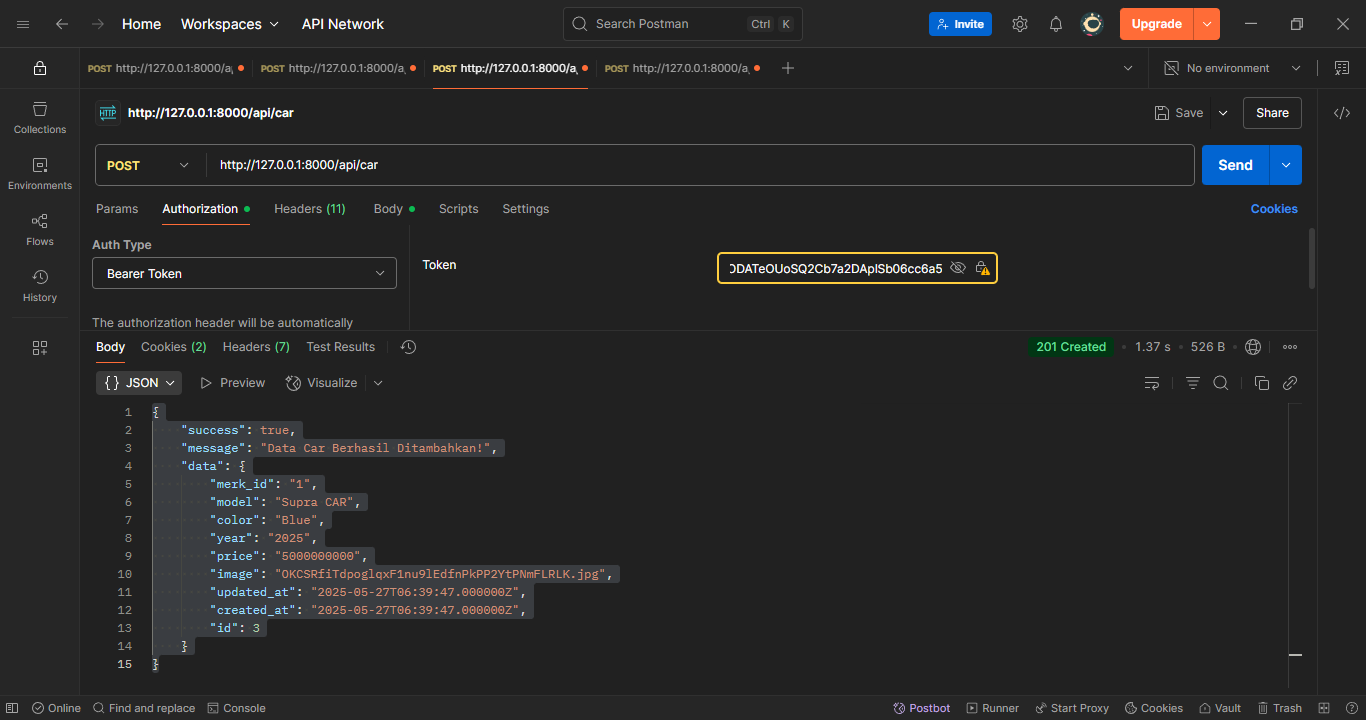 Home Workspaces API Network Search Postman Ctrl K Invite Upgrade
POST http://127.0.0.1:8000/a POST http://127.0.0.1:8000/a POST http://127.0.0.1:8000/a POST http://127.0.0.1:8000/a No environment
HTTP http://127.0.0.1:8000/api/car Save Share
Collections
POST http://127.0.0.1:8000/api/car Send
Environments
Params Authorization Headers (11) Body Scripts Settings Cookies
Flows
Auth Type
Token
Bearer Token
History
The authorization header will be automatically
Body Cookies (2) Headers (7) Test Results 201 Created 1.37 s 526 B
{} JSON Preview Visualize
1 {
2 "success": true,
3 "message": "Data Car Berhasil Ditambahkan!",
4 "data": {
5 "merk_id": "1",
6 "model": "Supra CAR",
7 "color": "Blue",
8 "year": "2025",
9 "price": "5000000000",
10 "image": "OKCSRfiTdpoglqxF1nu9lEdfnPkPP2YtPNmFLRLK.jpg",
11 "updated_at": "2025-05-27T06:39:47.000000Z",
12 "created_at": "2025-05-27T06:39:47.000000Z",
13 "id": 3
14 }
15 }
Online Find and replace Console Postbot Runner Start Proxy Cookies Vault Trash